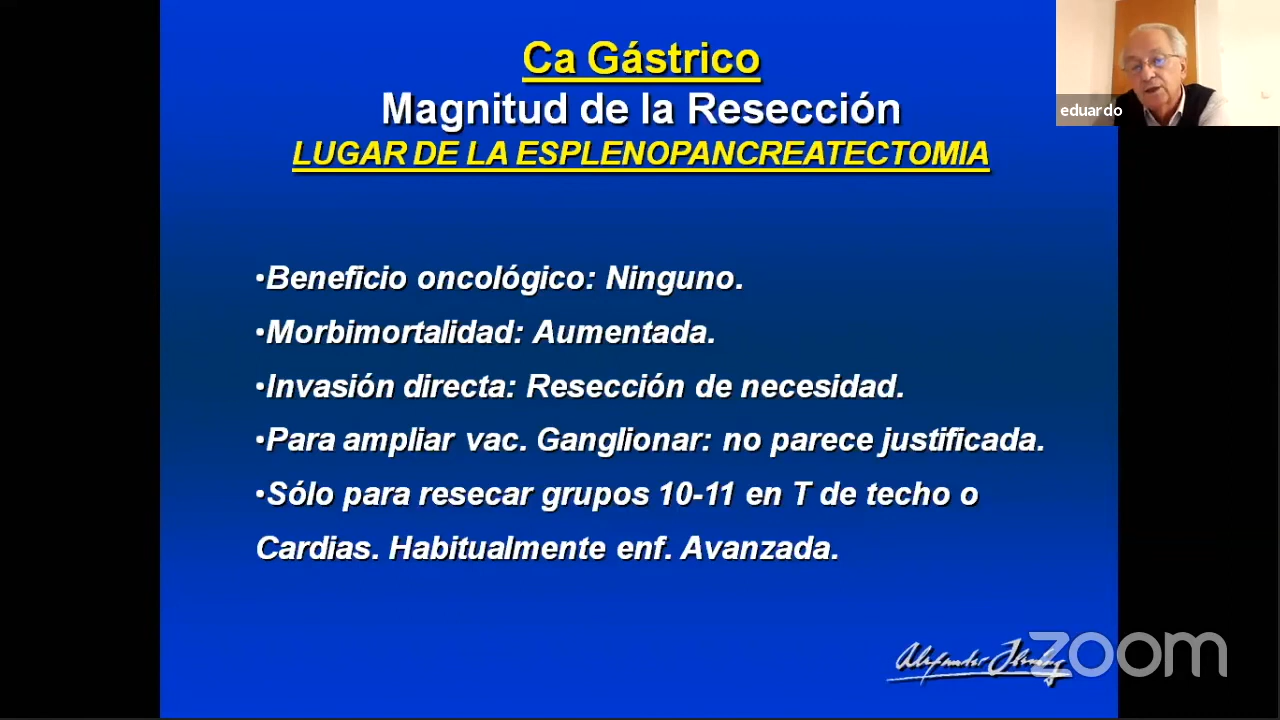 Ca Gástrico
Magnitud de la Resección
LUGAR DE LA ESPLENOPANCREATECTOMIA
eduardo
•Beneficio oncológico: Ninguno.
•Morbimortalidad: Aumentada.
•Invasión directa: Resección de necesidad.
•Para ampliar vac. Ganglionar: no parece justificada.
•Sólo para resecar grupos 10-11 en T de techo o
Cardias. Habitualmente enf. Avanzada.
zoom